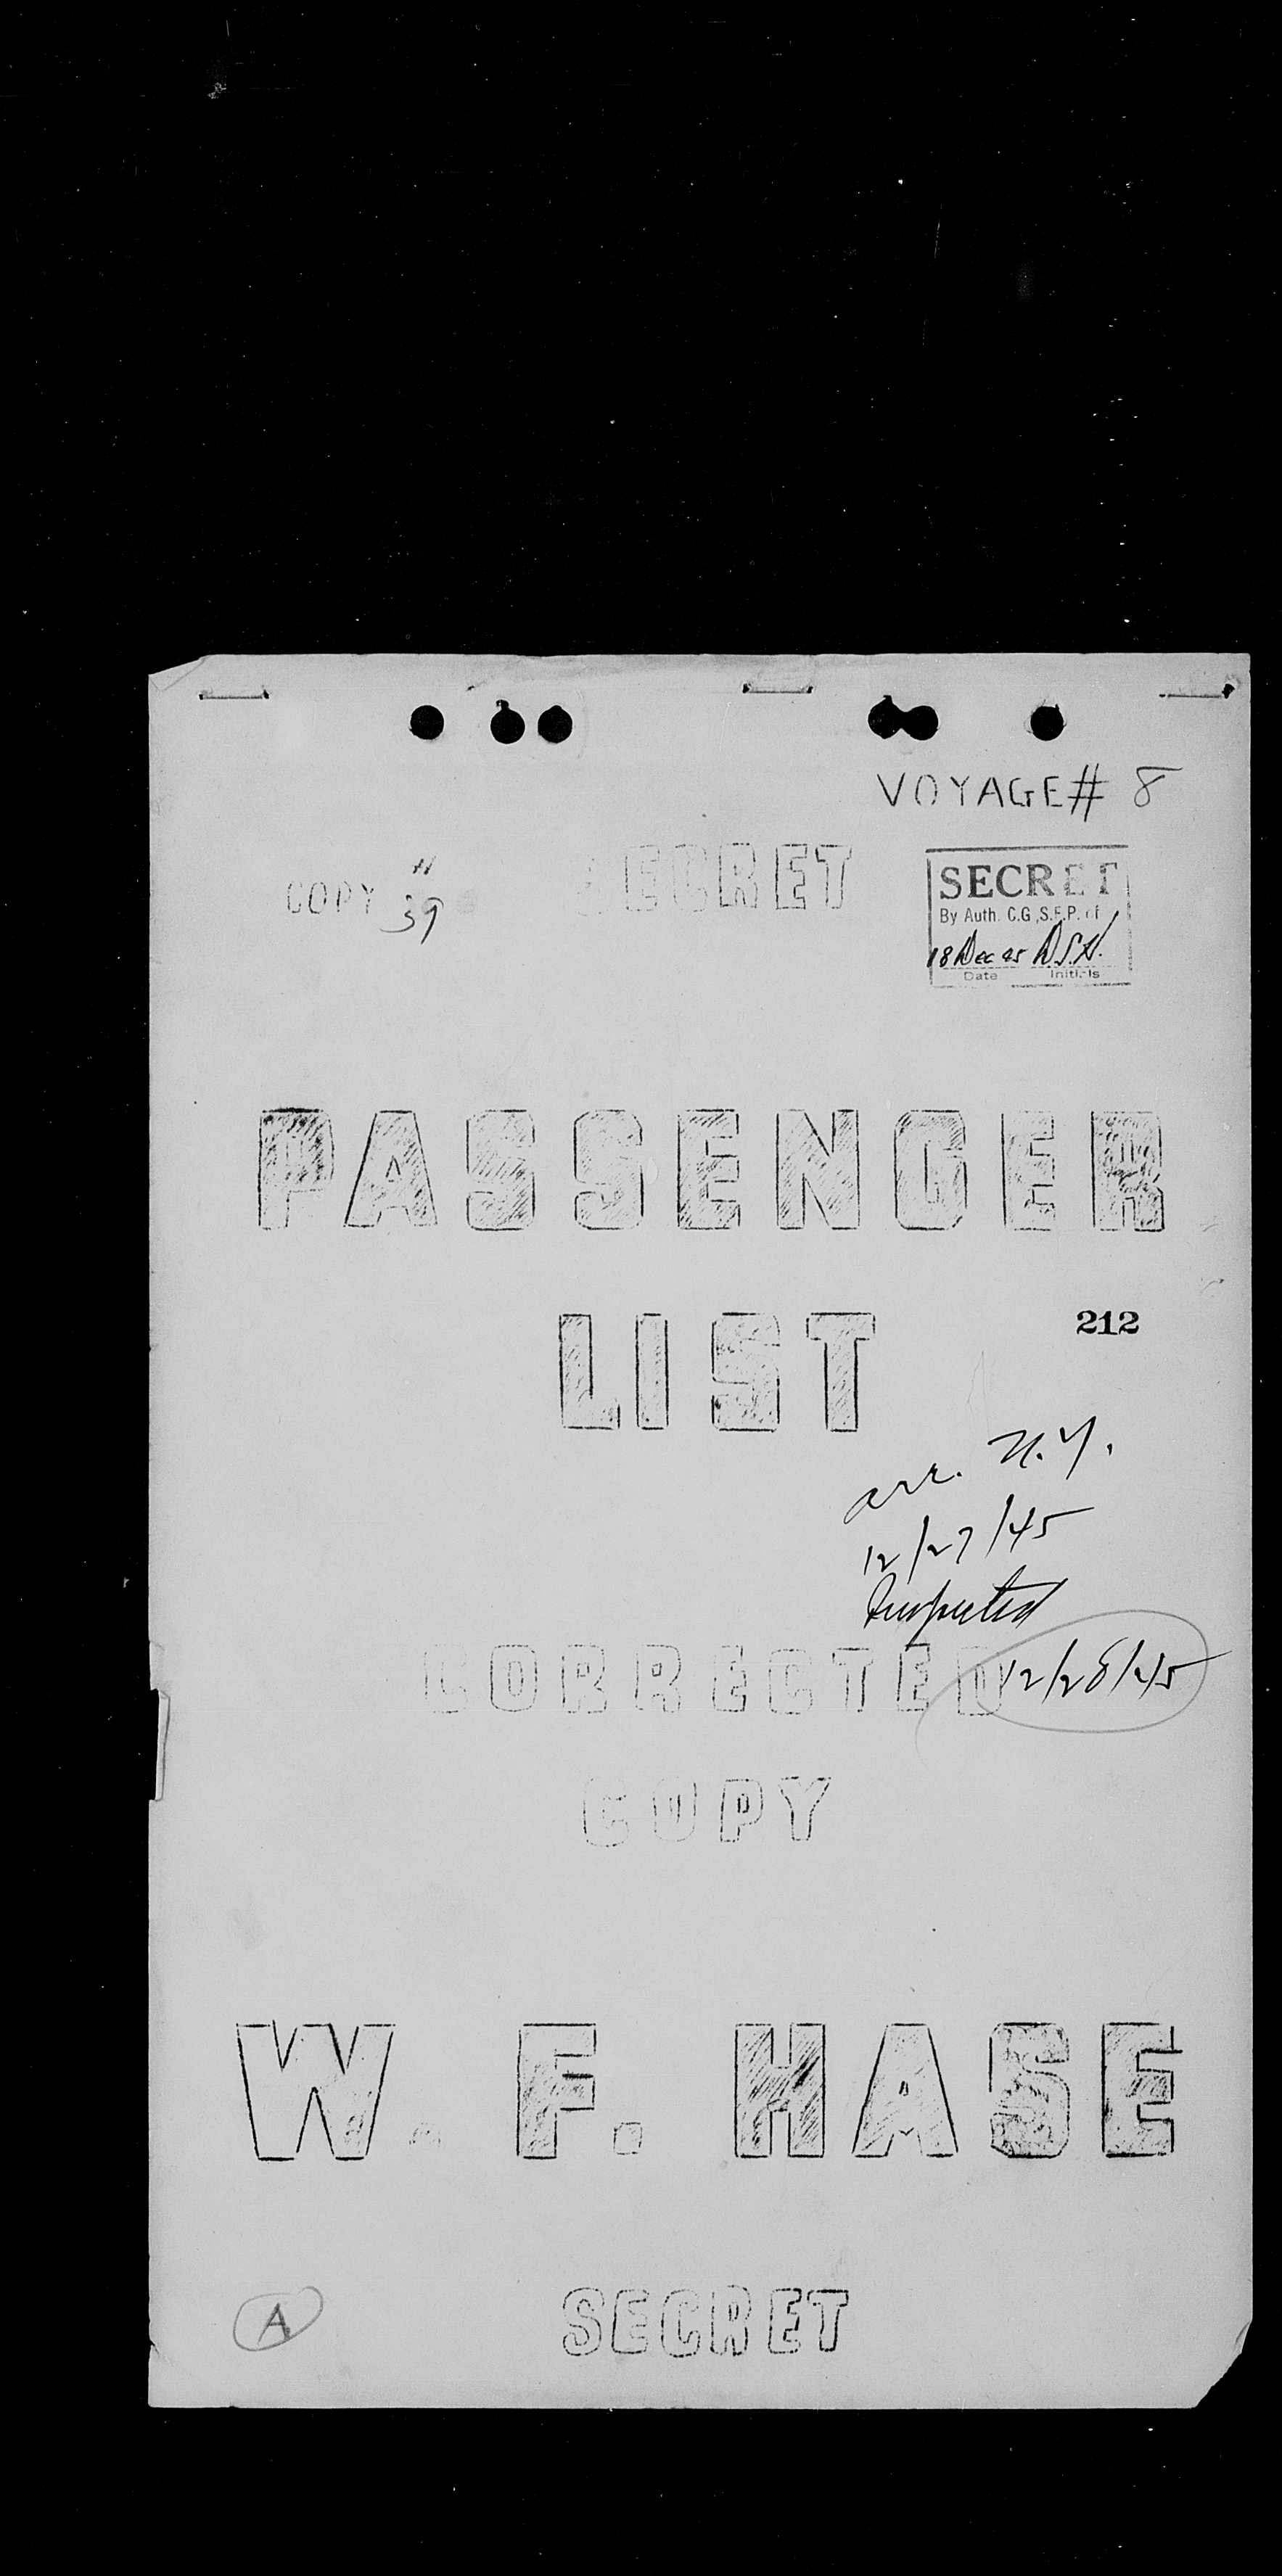 VOYAGE# 8
COPY # 39
SECRET
SECRET
By Auth. C.G., S.F.P. of
18 Dec 45 D.S.H.
Date Initials
PASSENGER
LIST
212
arr. N.Y.
12/27/45
Inspected
12/28/45
CORRECTED
COPY
W. F. HASE
A
SECRET